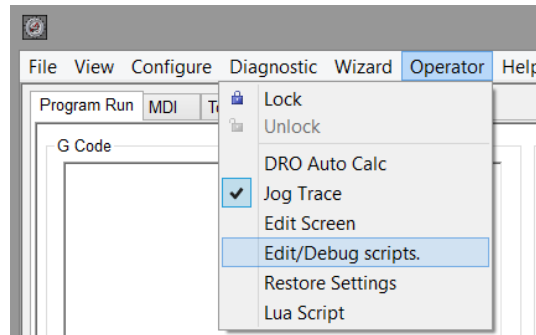 File View Configure Diagnostic Wizard Operator Help
Program Run MDI
G Code
Lock
Unlock
DRO Auto Calc
Jog Trace
Edit Screen
Edit/Debug scripts.
Restore Settings
Lua Script